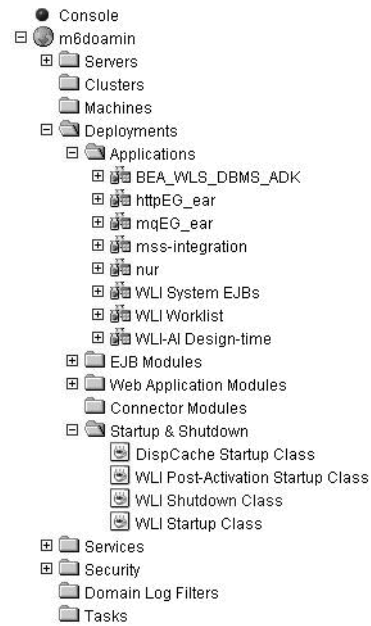 Console
m6doamin
Servers
Clusters
Machines
Deployments
Applications
BEA_WLS_DBMS_ADK
httpEG_ear
mqEG_ear
mss-integration
nur
WLI System EJBs
WLI Worklist
WLI-AI Design-time
EJB Modules
Web Application Modules
Connector Modules
Startup & Shutdown
DispCache Startup Class
WLI Post-Activation Startup Class
WLI Shutdown Class
WLI Startup Class
Services
Security
Domain Log Filters
Tasks